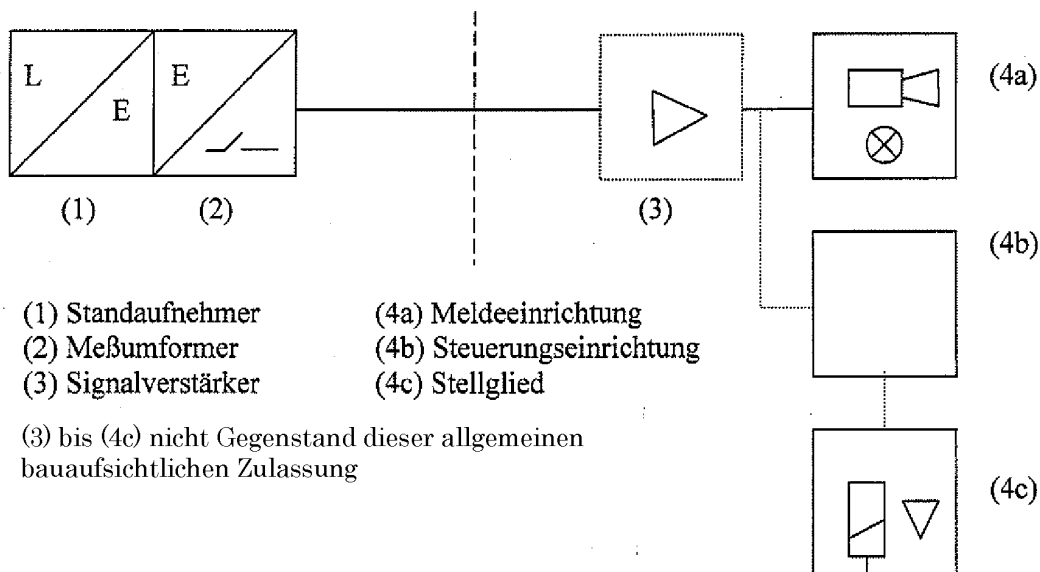 L
E
E
(1)
(2)
(3)
(4a)
(4b)
(4c)
(1) Standaufnehmer
(2) Meßumformer
(3) Signalverstärker
(4a) Meldeeinrichtung
(4b) Steuerungseinrichtung
(4c) Stellglied
(3) bis (4c) nicht Gegenstand dieser allgemeinen
bauaufsichtlichen Zulassung